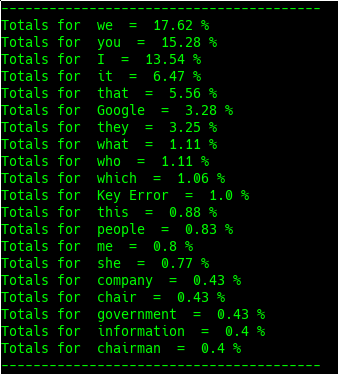 ----------------------------------------
Totals for  we  =  17.62 %
Totals for  you  =  15.28 %
Totals for  I  =  13.54 %
Totals for  it  =  6.47 %
Totals for  that  =  5.56 %
Totals for  Google  =  3.28 %
Totals for  they  =  3.25 %
Totals for  what  =  1.11 %
Totals for  who  =  1.11 %
Totals for  which  =  1.06 %
Totals for  Key Error  =  1.0 %
Totals for  this  =  0.88 %
Totals for  people  =  0.83 %
Totals for  me  =  0.8 %
Totals for  she  =  0.77 %
Totals for  company  =  0.43 %
Totals for  chair  =  0.43 %
Totals for  government  =  0.43 %
Totals for  information  =  0.4 %
Totals for  chairman  =  0.4 %
----------------------------------------